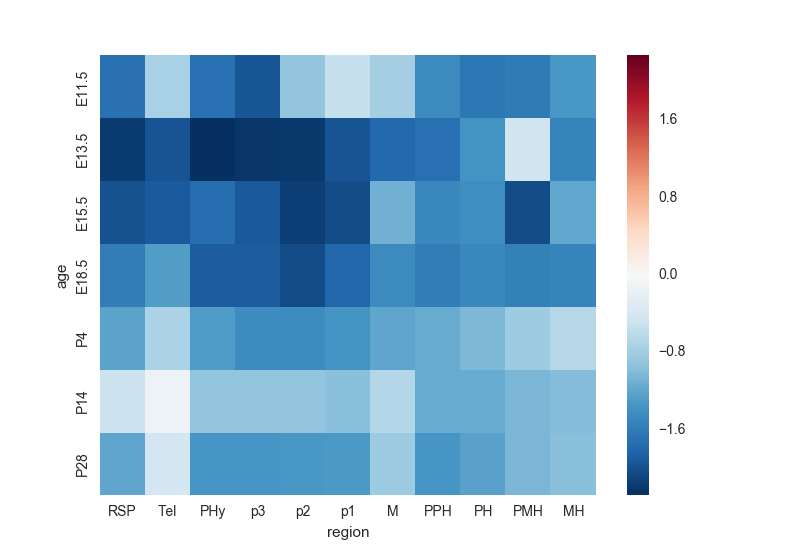 E11.5
E13.5
E15.5
E18.5
P4
P14
P28
age
RSP Tel PHy p3 p2 p1 M PPH PH PMH MH
region
1.6
0.8
0.0
−0.8
−1.6